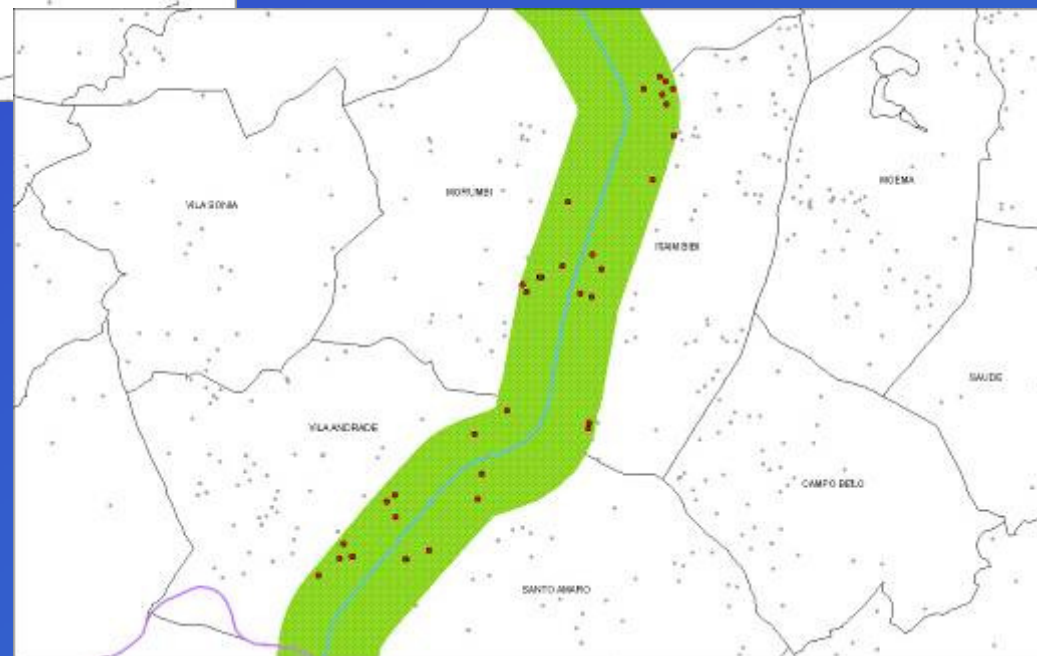 MOEMA
MORUMBI
VILA SONIA
ITAIM BIBI
SAUDE
VILA ANDRADE
CAMPO BELO
SANTO AMARO